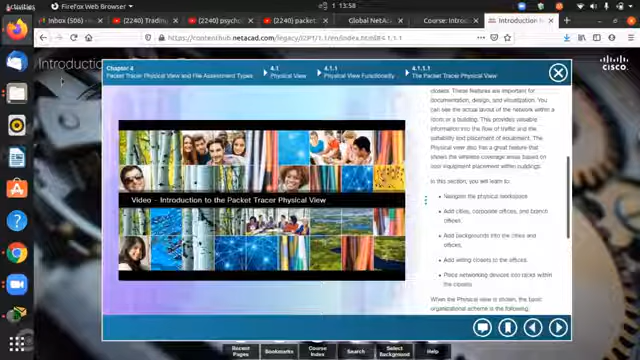 Activities
FireFox Web Browser
13:58
Inbox (506)
(2240) Trading
(2240) psych
(2240) packet
Global NetAc
Course: Introd
Introduction to
https://contenthub.netacad.com/legacy/I2PT/1.1/en/index.html#4.1.1.1
Introductio
Chapter 4
Packet Tracer Physical View and File Assessment Types
4.1
Physical View
4.1.1
Physical View Functionality
4.1.1.1
The Packet Tracer Physical View
CISCO
Video - Introduction to the Packet Tracer Physical View
closets. These features are important for
documentation, design, and visualization. You
can see the actual layout of the network within a
room or a building. This provides valuable
information into the flow of traffic and the
suitability and placement of equipment. The
Physical view also has a great feature that
shows the wireless coverage areas based on
your equipment placement within buildings.
In this section, you will learn to:
• Navigate the physical workspace
• Add cities, corporate offices, and branch
offices.
• Add backgrounds into the cities and
offices.
• Add wiring closets to the offices.
• Place networking devices into racks within
the closets
When the Physical view is shown, the basic
organizational scheme is the following:
Recent
Pages
Bookmarks
Course
Index
Search
Select
Background
Help